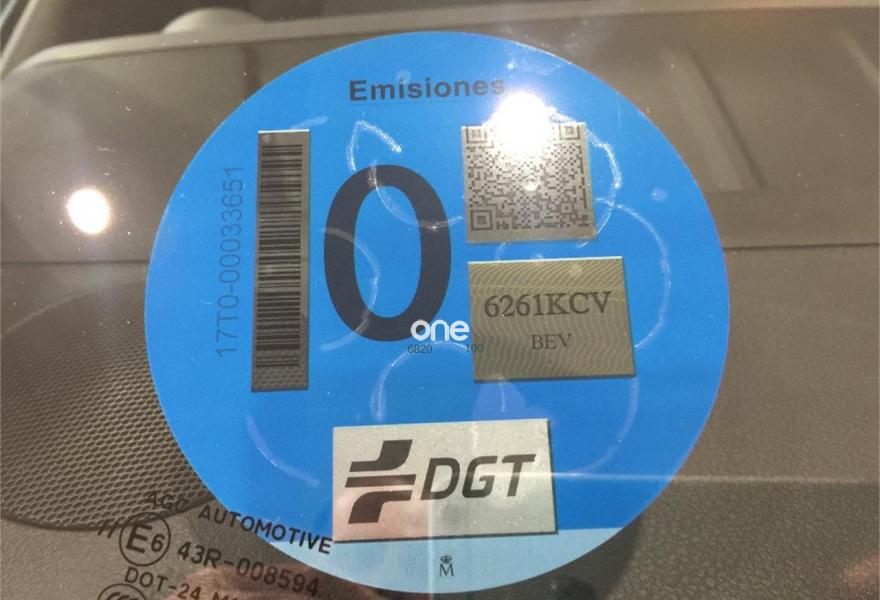 Emisiones
17T0-00033651
0
6261KCV
BEV
one
6820 100
DGT
M
AGC AUTOMOTIVE
E6 43R-008594
DOT-24